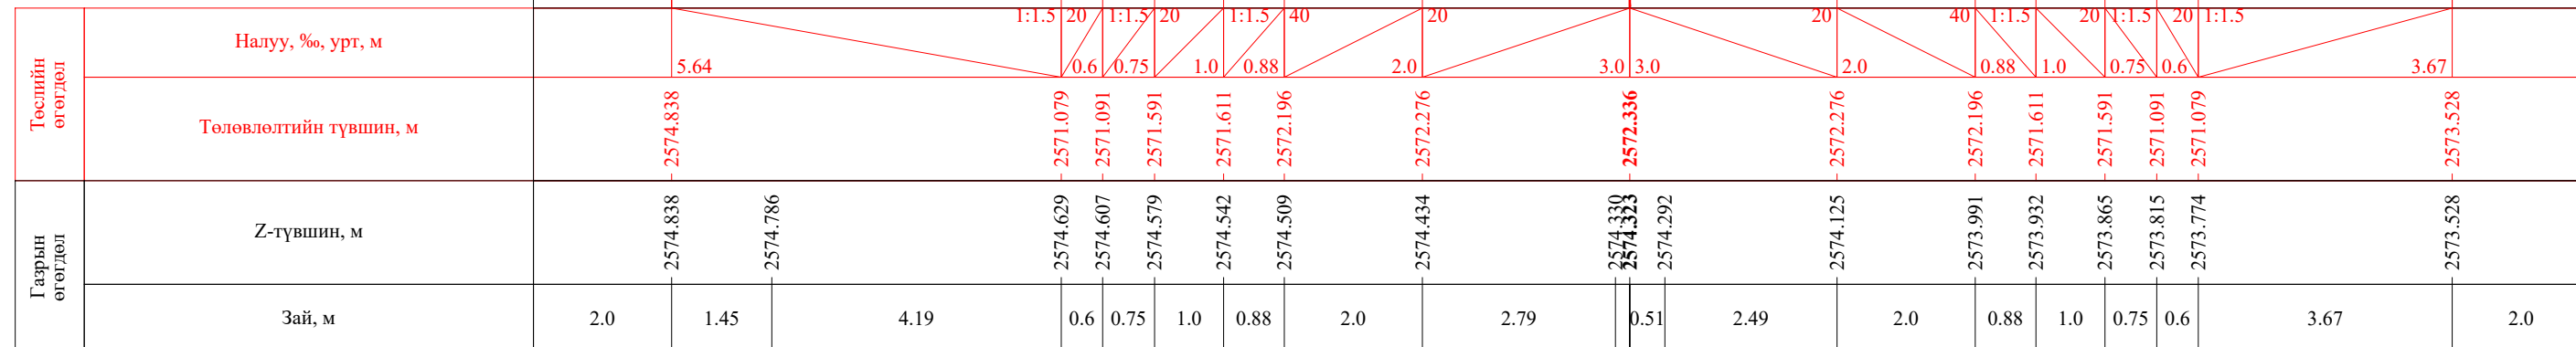 Төслийн
өгөгдөл
Налуу, ‰, урт, м
1:1.5 20 1:1.5 20 1:1.5 40 20 20 40 1:1.5 20 1:1.5 20 1:1.5
5.64 0.6 0.75 1.0 0.88 2.0 3.0 3.0 2.0 0.88 1.0 0.75 0.6 3.67
Төлөвлөлтийн түвшин, м
2574.838 2571.079 2571.091 2571.591 2571.611 2572.196 2572.276 2572.336 2572.276 2572.196 2571.611 2571.591 2571.091 2571.079 2573.528
Газрын
өгөгдөл
Z-түвшин, м
2574.838 2574.786 2574.629 2574.607 2574.579 2574.542 2574.509 2574.434 2574.330 2574.323 2574.292 2574.125 2573.991 2573.932 2573.865 2573.815 2573.774 2573.528
Зай, м
2.0 1.45 4.19 0.6 0.75 1.0 0.88 2.0 2.79 0.51 2.49 2.0 0.88 1.0 0.75 0.6 3.67 2.0